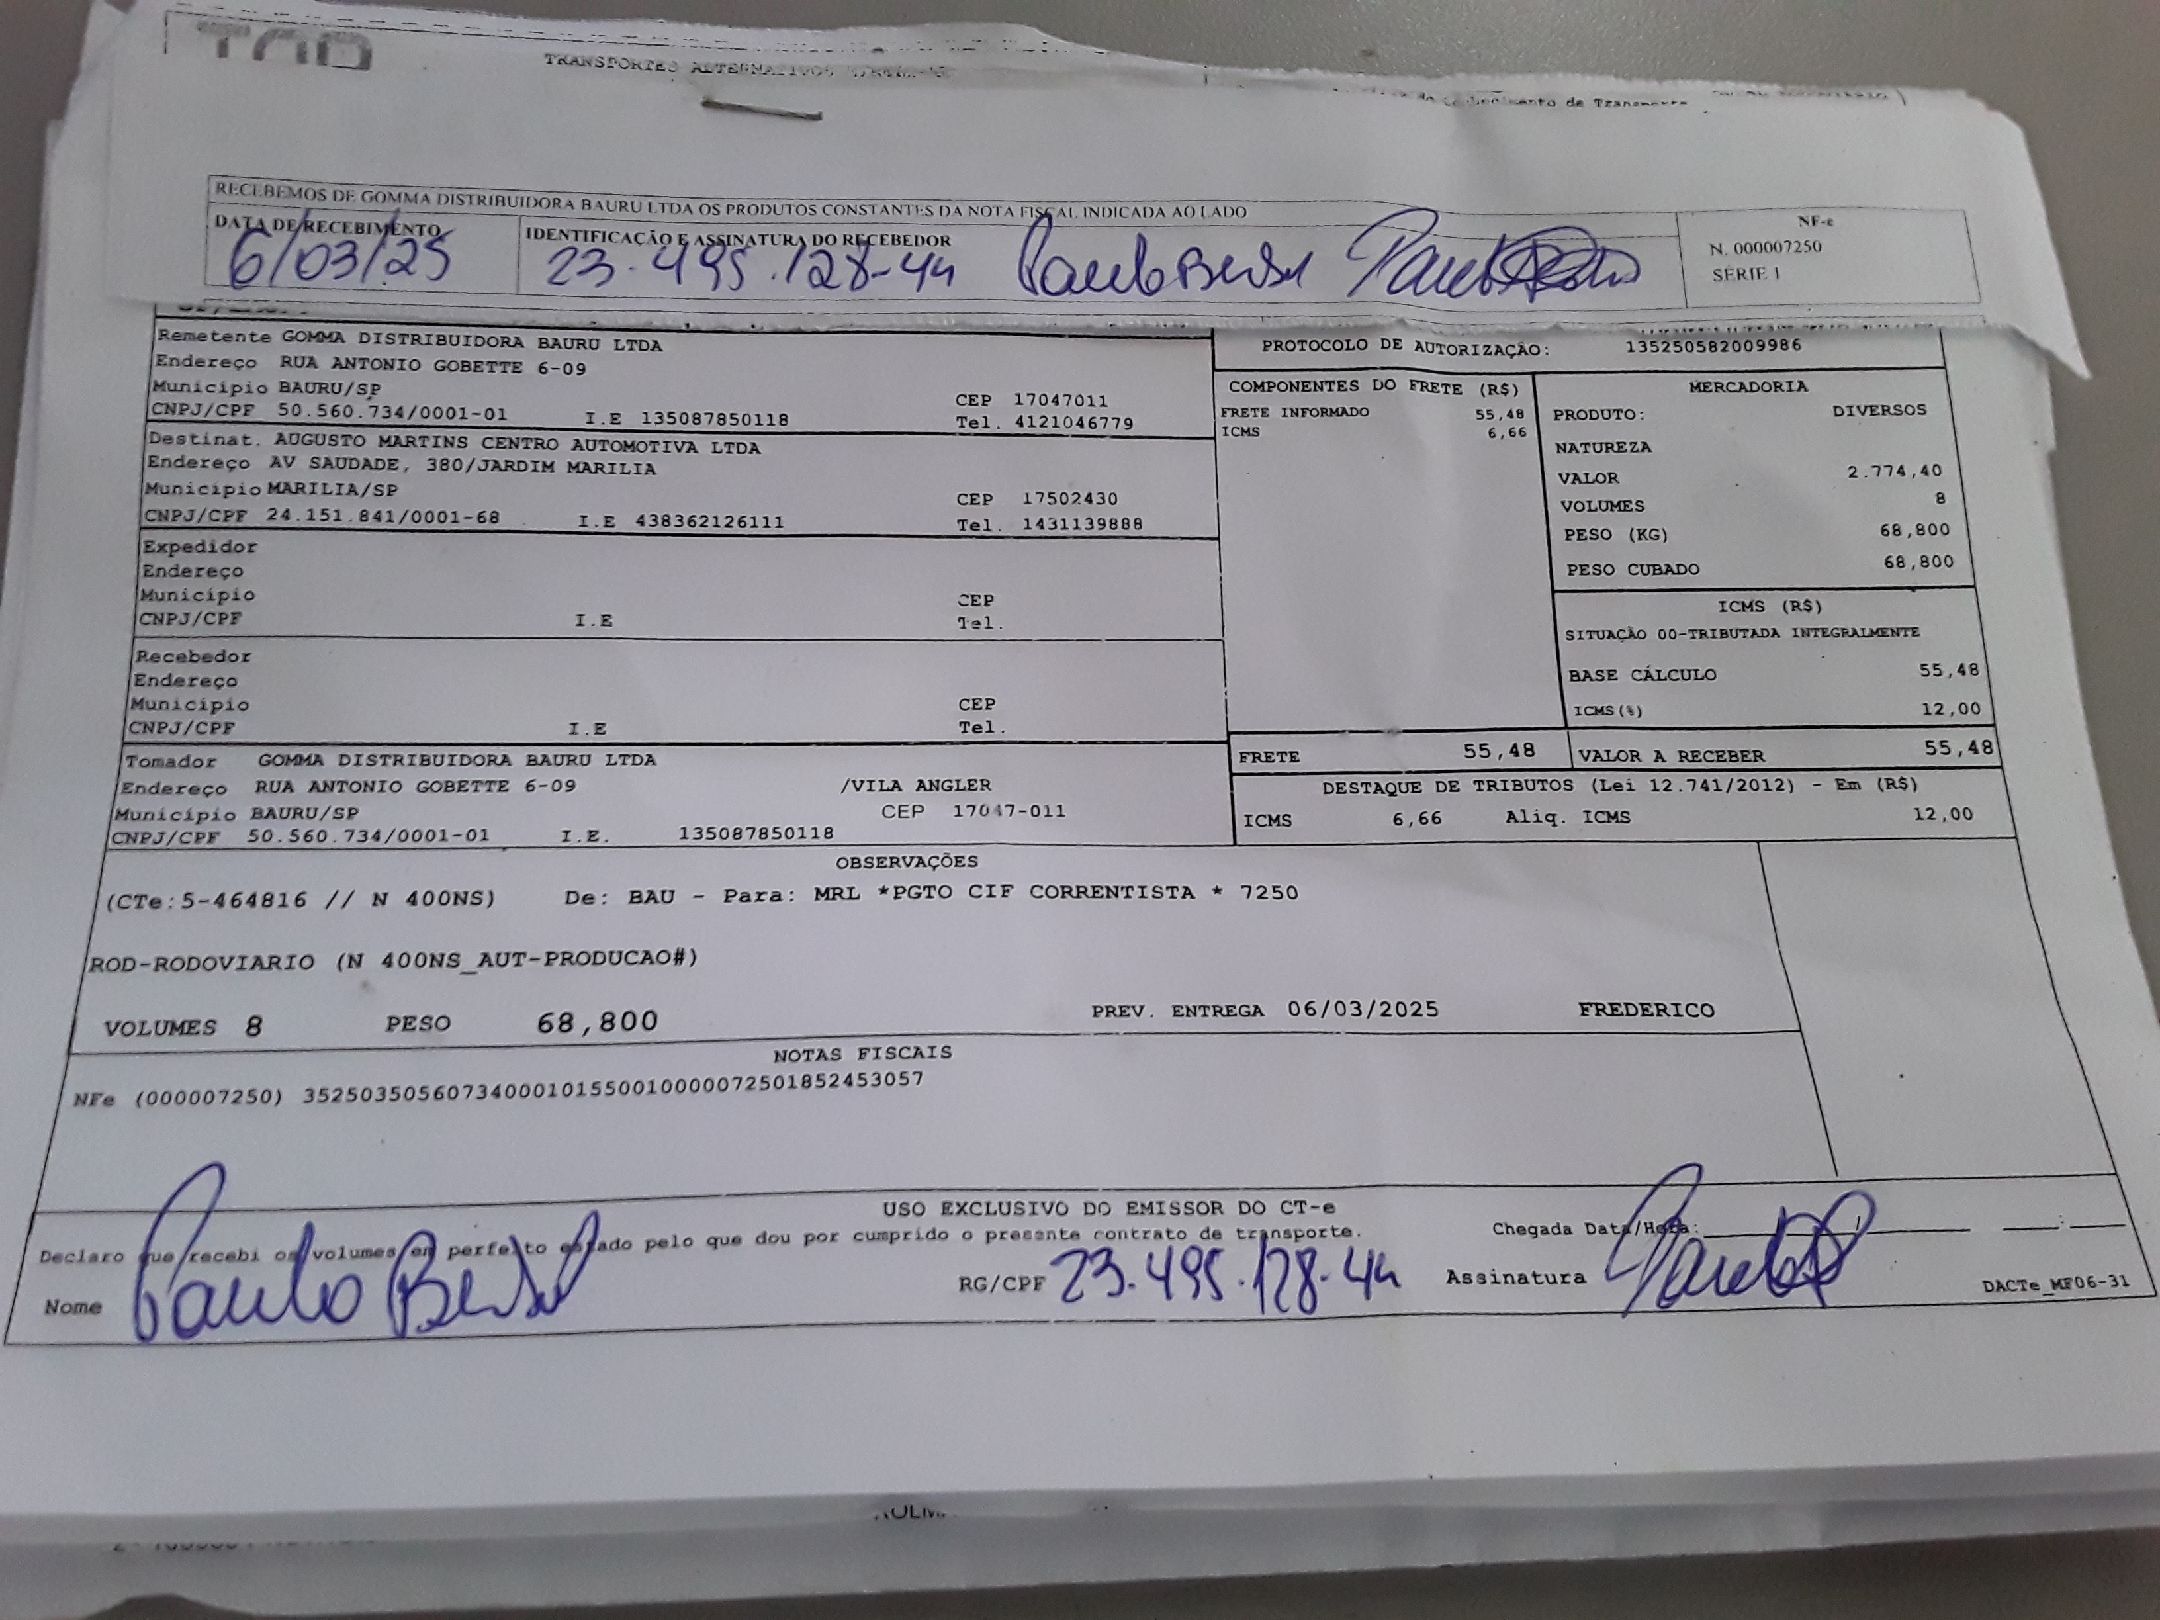 TAD
TRANSPORTES ALTERNATIVOS
Conhecimento de Transporte
RECEBEMOS DE GOMMA DISTRIBUIDORA BAURU LTDA OS PRODUTOS CONSTANTES DA NOTA FISCAL INDICADA AO LADO
DATA DE RECEBIMENTO
6/03/25
IDENTIFICAÇÃO E ASSINATURA DO RECEBEDOR
23.495.128-44 Paulo
NF-e
N. 000007250
SÉRIE 1
Remetente GOMMA DISTRIBUIDORA BAURU LTDA
Endereço RUA ANTONIO GOBETTE 6-09
Município BAURU/SP CEP 17047011
CNPJ/CPF 50.560.734/0001-01 I.E 135087850118 Tel. 4121046779
Destinat. AUGUSTO MARTINS CENTRO AUTOMOTIVA LTDA
Endereço AV SAUDADE, 380/JARDIM MARILIA
Município MARILIA/SP CEP 17502430
CNPJ/CPF 24.151.841/0001-68 I.E 438362126111 Tel. 1431139888
Expedidor
Endereço
Município CEP
CNPJ/CPF I.E Tel.
Recebedor
Endereço
Município CEP
CNPJ/CPF I.E Tel.
Tomador GOMMA DISTRIBUIDORA BAURU LTDA
Endereço RUA ANTONIO GOBETTE 6-09 /VILA ANGLER
Município BAURU/SP CEP 17047-011
CNPJ/CPF 50.560.734/0001-01 I.E. 135087850118
PROTOCOLO DE AUTORIZAÇÃO: 135250582009986
COMPONENTES DO FRETE (R$)
FRETE INFORMADO 55,48
ICMS 6,66
MERCADORIA
PRODUTO: DIVERSOS
NATUREZA
VALOR 2.774,40
VOLUMES 8
PESO (KG) 68,800
PESO CUBADO 68,800
ICMS (R$)
SITUAÇÃO 00-TRIBUTADA INTEGRALMENTE
BASE CÁLCULO 55,48
ICMS(%) 12,00
FRETE 55,48 VALOR A RECEBER 55,48
DESTAQUE DE TRIBUTOS (Lei 12.741/2012) - Em (R$)
ICMS 6,66 Aliq. ICMS 12,00
OBSERVAÇÕES
(CTe:5-464816 // N 400NS) De: BAU - Para: MRL *PGTO CIF CORRENTISTA * 7250
ROD-RODOVIARIO (N 400NS_AUT-PRODUCAO#)
VOLUMES 8 PESO 68,800 PREV. ENTREGA 06/03/2025 FREDERICO
NOTAS FISCAIS
NFe (000007250) 35250350560734000101550010000072501852453057
USO EXCLUSIVO DO EMISSOR DO CT-e
Declaro que recebi os volumes em perfeito estado pelo que dou por cumprido o presente contrato de transporte. Chegada Data/Hora:
Nome Paulo RG/CPF 23.495.128-44 Assinatura
DACTe_MF06-31